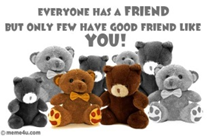 EVERYONE HAS A FRIEND
BUT ONLY FEW HAVE GOOD FRIEND LIKE
YOU!
© meme4u.com